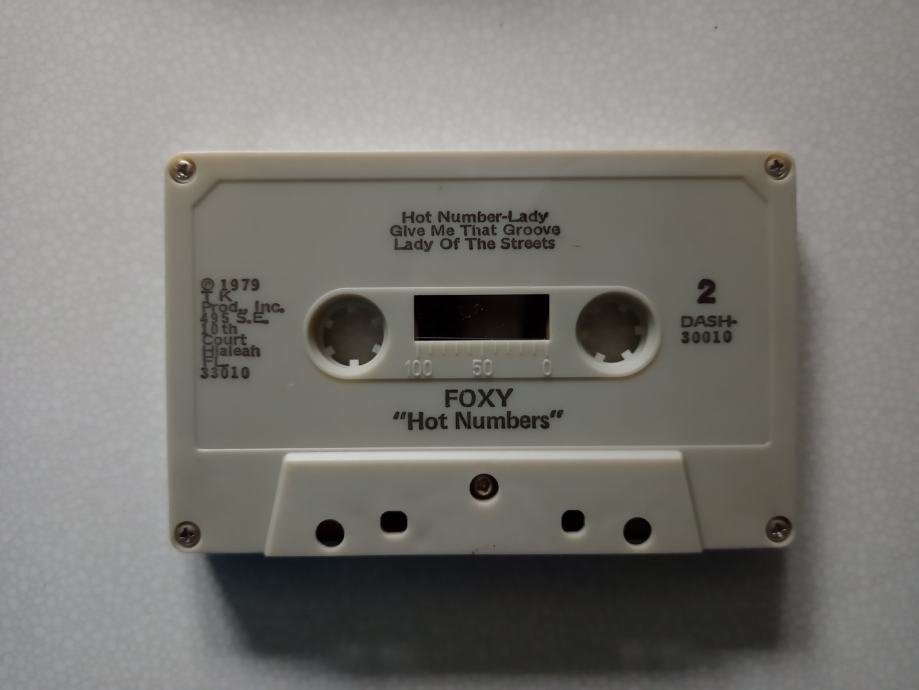 Hot Number-Lady
Give Me That Groove
Lady Of The Streets
℗ 1979
T K
Prod., Inc.
495 S.E.
10th
Court
Hialeah
FL.
33010
2
DASH-
30010
100 50 0
FOXY
“Hot Numbers”